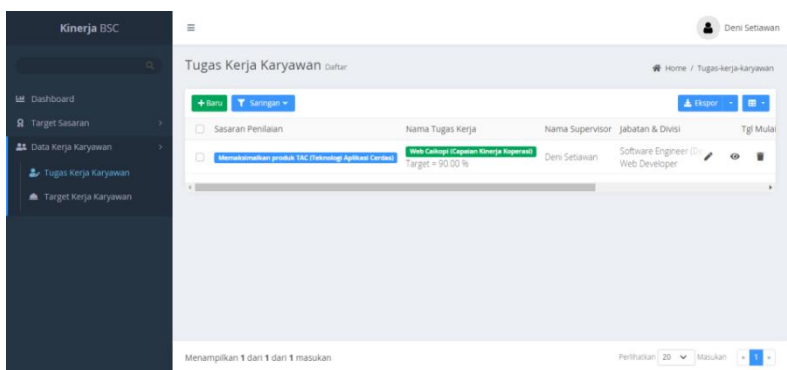 Kinerja BSC
Deni Setiawan
Tugas Kerja Karyawan Daftar
Home / Tugas-kerja-karyawan
Dashboard
Target Sasaran
Data Kerja Karyawan
Tugas Kerja Karyawan
Target Kerja Karyawan
+Baru Saringan Ekspor
Sasaran Penilaian Nama Tugas Kerja Nama Supervisor Jabatan & Divisi Tgl Mulai
Memaksimalkan produk TAC (Teknologi Aplikasi Cerdas) Web Caikopi (Capaian Kinerja Koperasi) Deni Setiawan Software Engineer (De
Target = 90.00 % Web Developer
Menampilkan 1 dari 1 dari 1 masukan
Perlihatkan 20 Masukan « 1 »